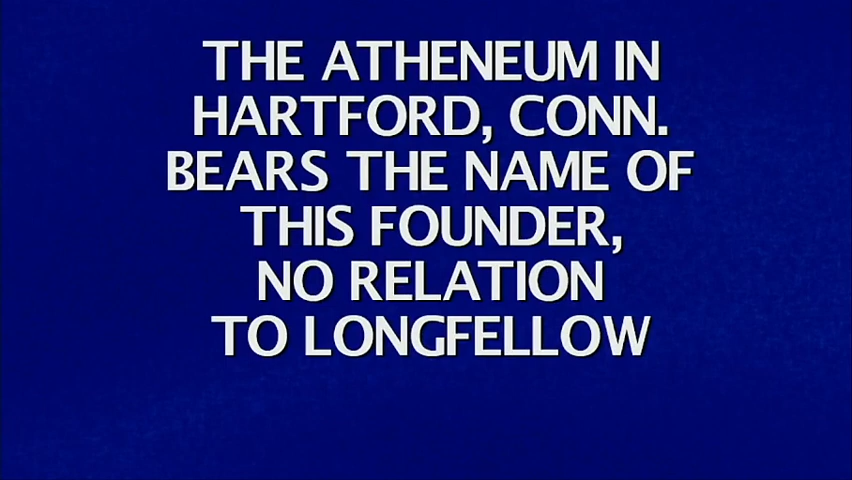 THE ATHENEUM IN
HARTFORD, CONN.
BEARS THE NAME OF
THIS FOUNDER,
NO RELATION
TO LONGFELLOW